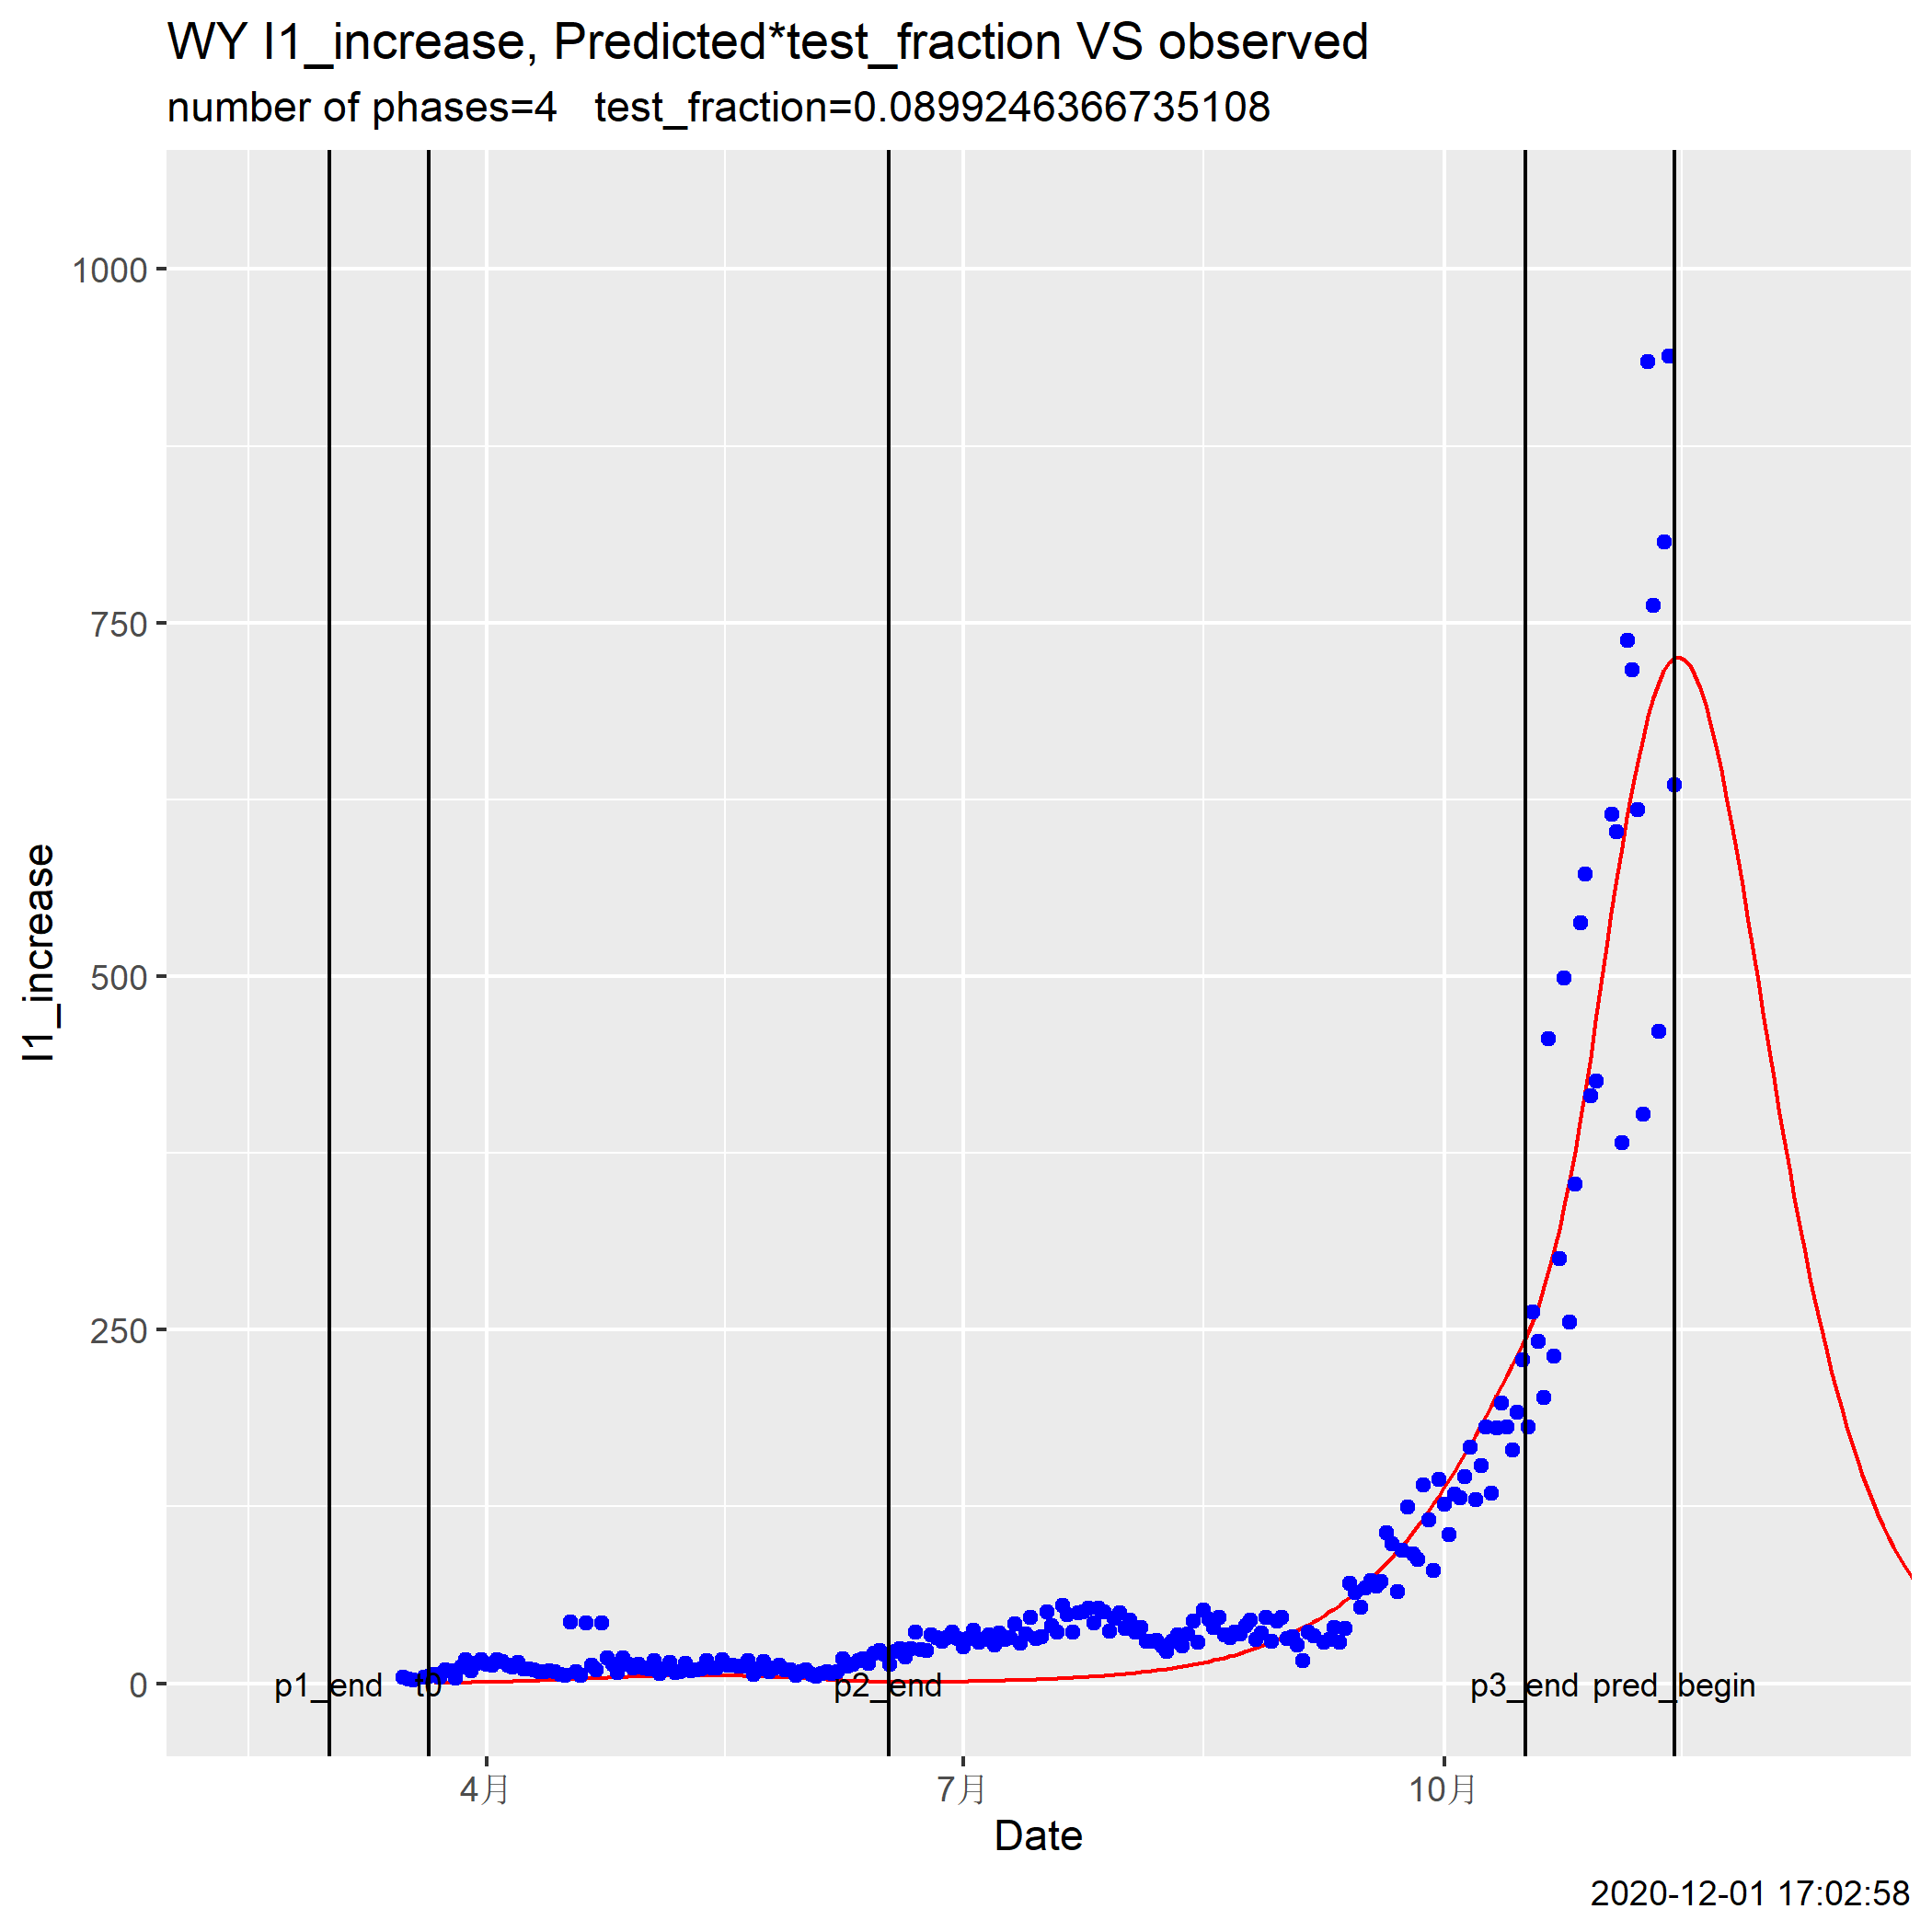 WY I1_increase, Predicted*test_fraction VS observed
number of phases=4 test_fraction=0.0899246366735108
1000
750
500
250
0
I1_increase
p1_end t0 p2_end p3_end pred_begin
4月 7月 10月
Date
2020-12-01 17:02:58